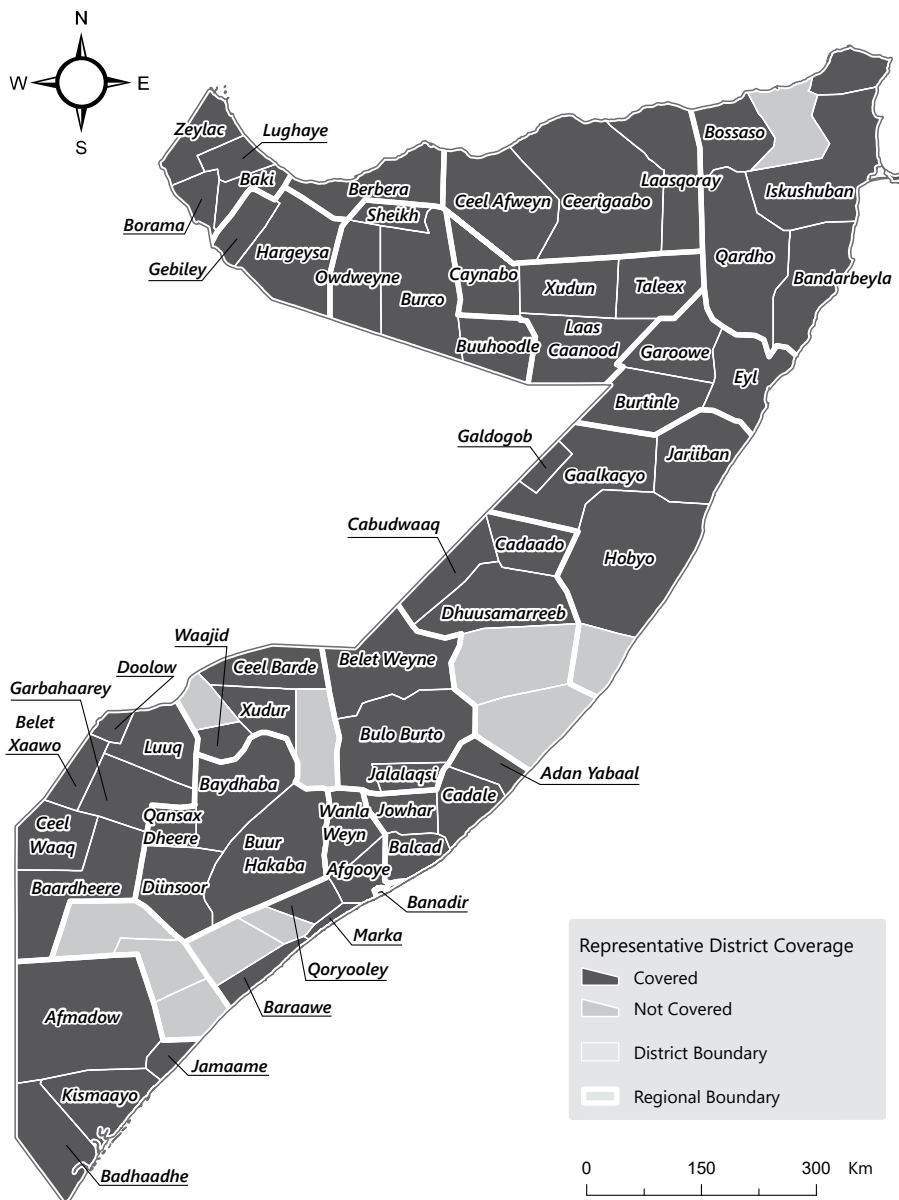 N
W
E
S
Zeylac
Lughaye
Baki
Borama
Gebiley
Hargeysa
Berbera
Sheikh
Owdweyne
Burco
Ceel Afweyn
Ceerigaabo
Laasqoray
Bossaso
Iskushuban
Qardho
Bandarbeyla
Caynabo
Xudun
Taleex
Buuhoodle
Laas
Caanood
Garoowe
Eyl
Burtinle
Galdogob
Gaalkacyo
Jariiban
Cabudwaaq
Cadaado
Hobyo
Dhuusamarreeb
Waajid
Doolow
Garbahaarey
Belet
Xaawo
Ceel Barde
Belet Weyne
Xudur
Luuq
Bulo Burto
Baydhaba
Jalalaqsi
Adan Yabaal
Cadale
Ceel
Waaq
Qansax
Dheere
Buur
Hakaba
Wanla
Weyn
Jowhar
Balcad
Baardheere
Diinsoor
Afgooye
Banadir
Marka
Qoryooley
Baraawe
Afmadow
Jamaame
Kismaayo
Badhaadhe
Representative District Coverage
Covered
Not Covered
District Boundary
Regional Boundary
0 150 300 Km